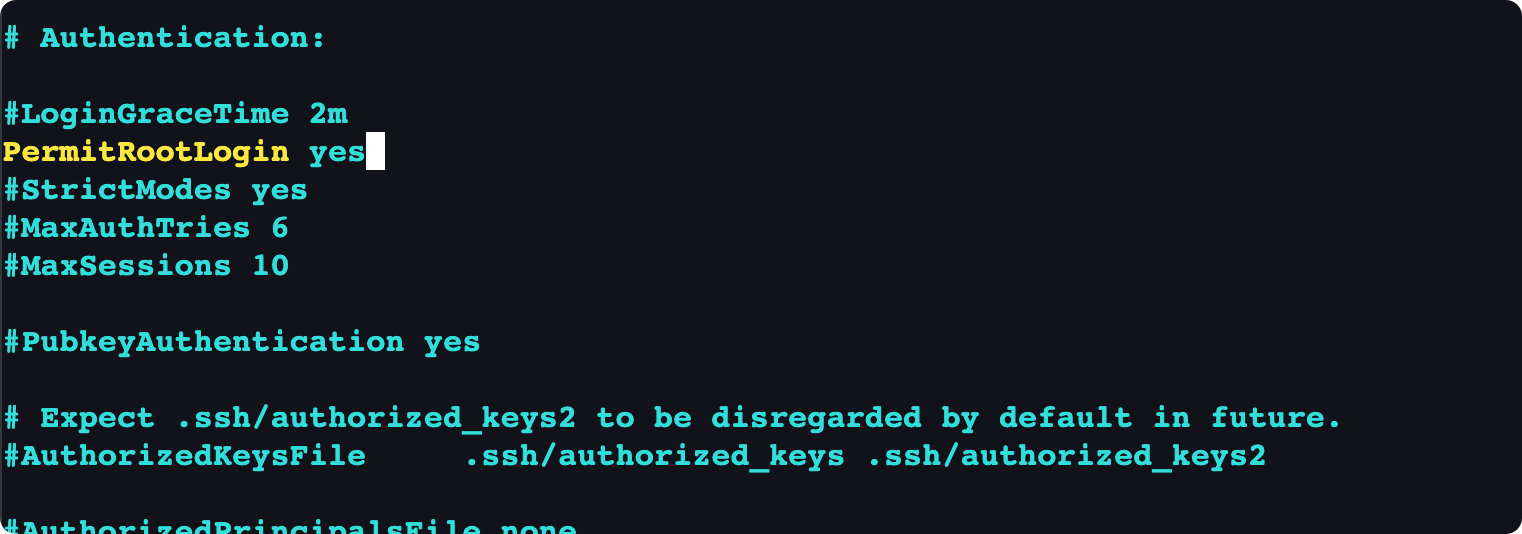 # Authentication:
#LoginGraceTime 2m
PermitRootLogin yes
#StrictModes yes
#MaxAuthTries 6
#MaxSessions 10
#PubkeyAuthentication yes
# Expect .ssh/authorized_keys2 to be disregarded by default in future.
#AuthorizedKeysFile     .ssh/authorized_keys .ssh/authorized_keys2
#AuthorizedPrincipalsFile none